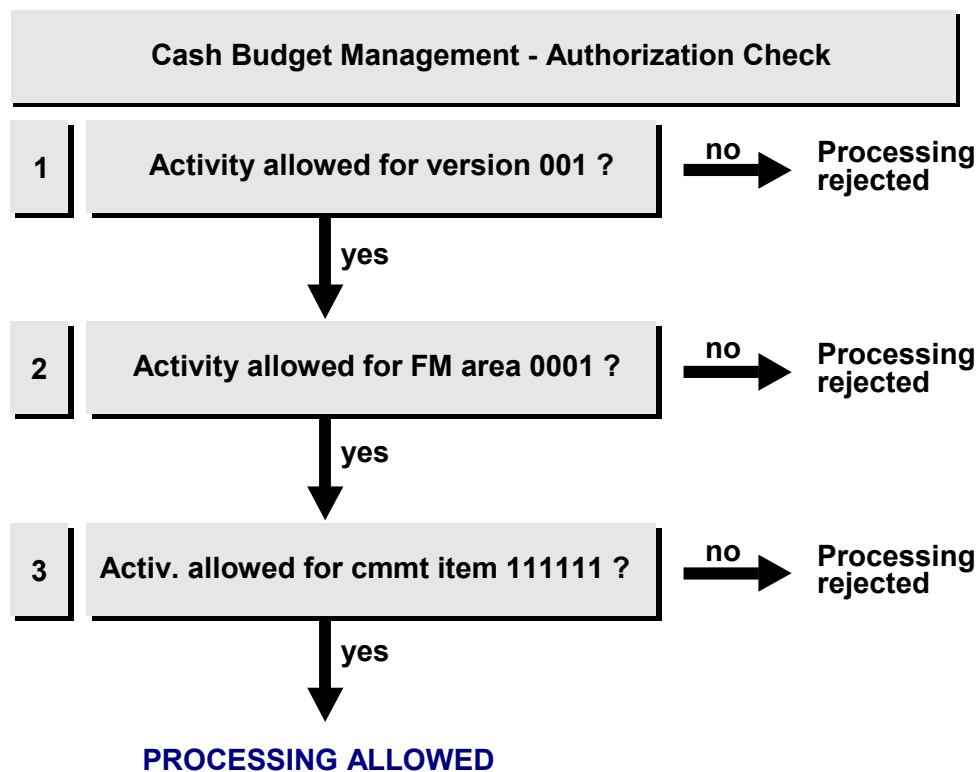 Cash Budget Management - Authorization Check
1
Activity allowed for version 001 ?
no
Processing
rejected
yes
2
Activity allowed for FM area 0001 ?
no
Processing
rejected
yes
3
Activ. allowed for cmmt item 111111 ?
no
Processing
rejected
yes
PROCESSING ALLOWED